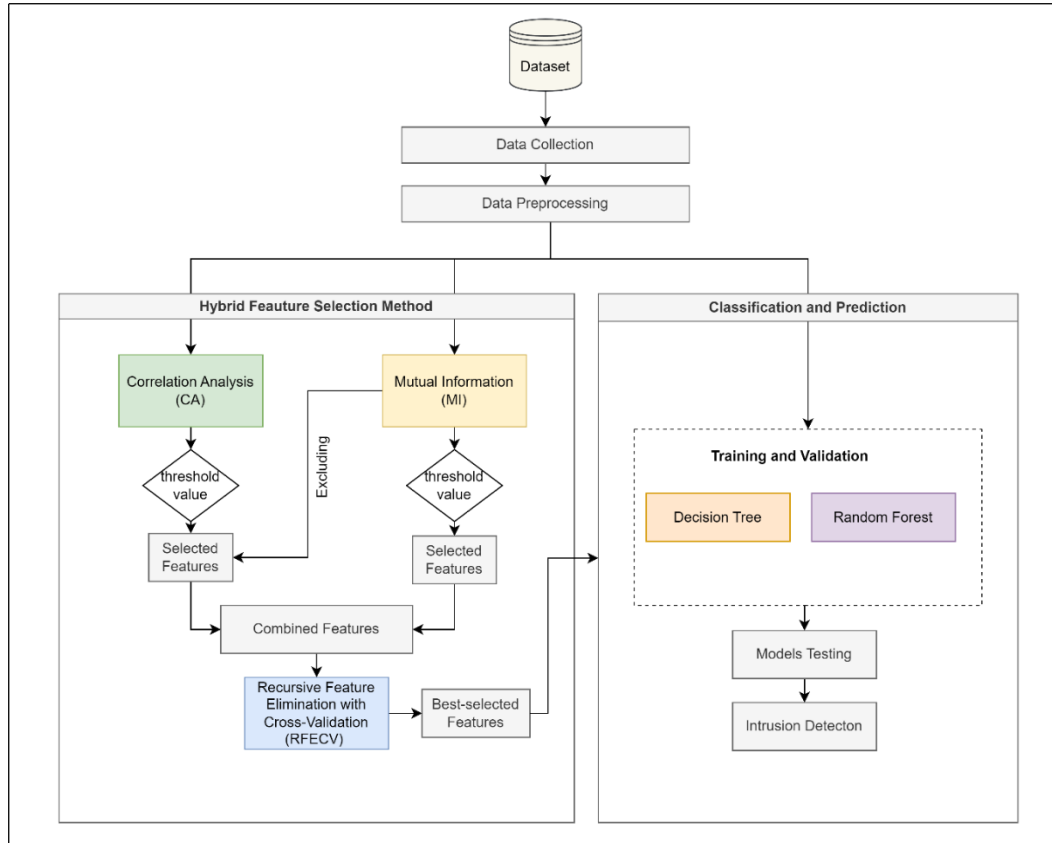 Dataset
Data Collection
Data Preprocessing
Hybrid Feauture Selection Method
Correlation Analysis
(CA)
Mutual Information
(MI)
Excluding
threshold
value
threshold
value
Selected
Features
Selected
Features
Combined Features
Recursive Feature
Elimination with
Cross-Validation
(RFECV)
Best-selected
Features
Classification and Prediction
Training and Validation
Decision Tree
Random Forest
Models Testing
Intrusion Detecton